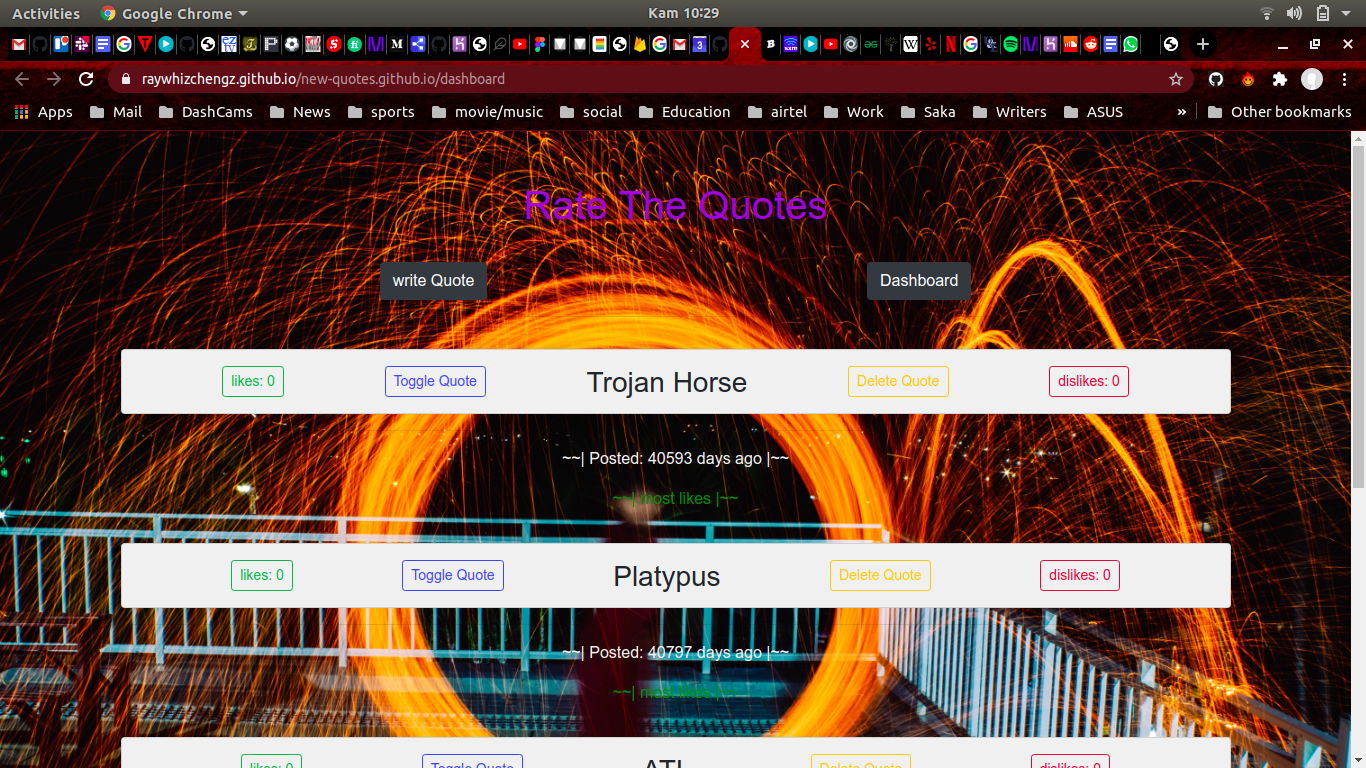 Activities Google Chrome Kam 10:29
raywhizchengz.github.io/new-quotes.github.io/dashboard
Apps Mail DashCams News sports movie/music social Education airtel Work Saka Writers ASUS » Other bookmarks
Rate The Quotes
write Quote Dashboard
likes: 0 Toggle Quote Trojan Horse Delete Quote dislikes: 0
~~| Posted: 40593 days ago |~~
~~| most likes |~~
likes: 0 Toggle Quote Platypus Delete Quote dislikes: 0
~~| Posted: 40797 days ago |~~
~~| most likes |~~
likes: 0 Toggle Quote Delete Quote dislikes: 0